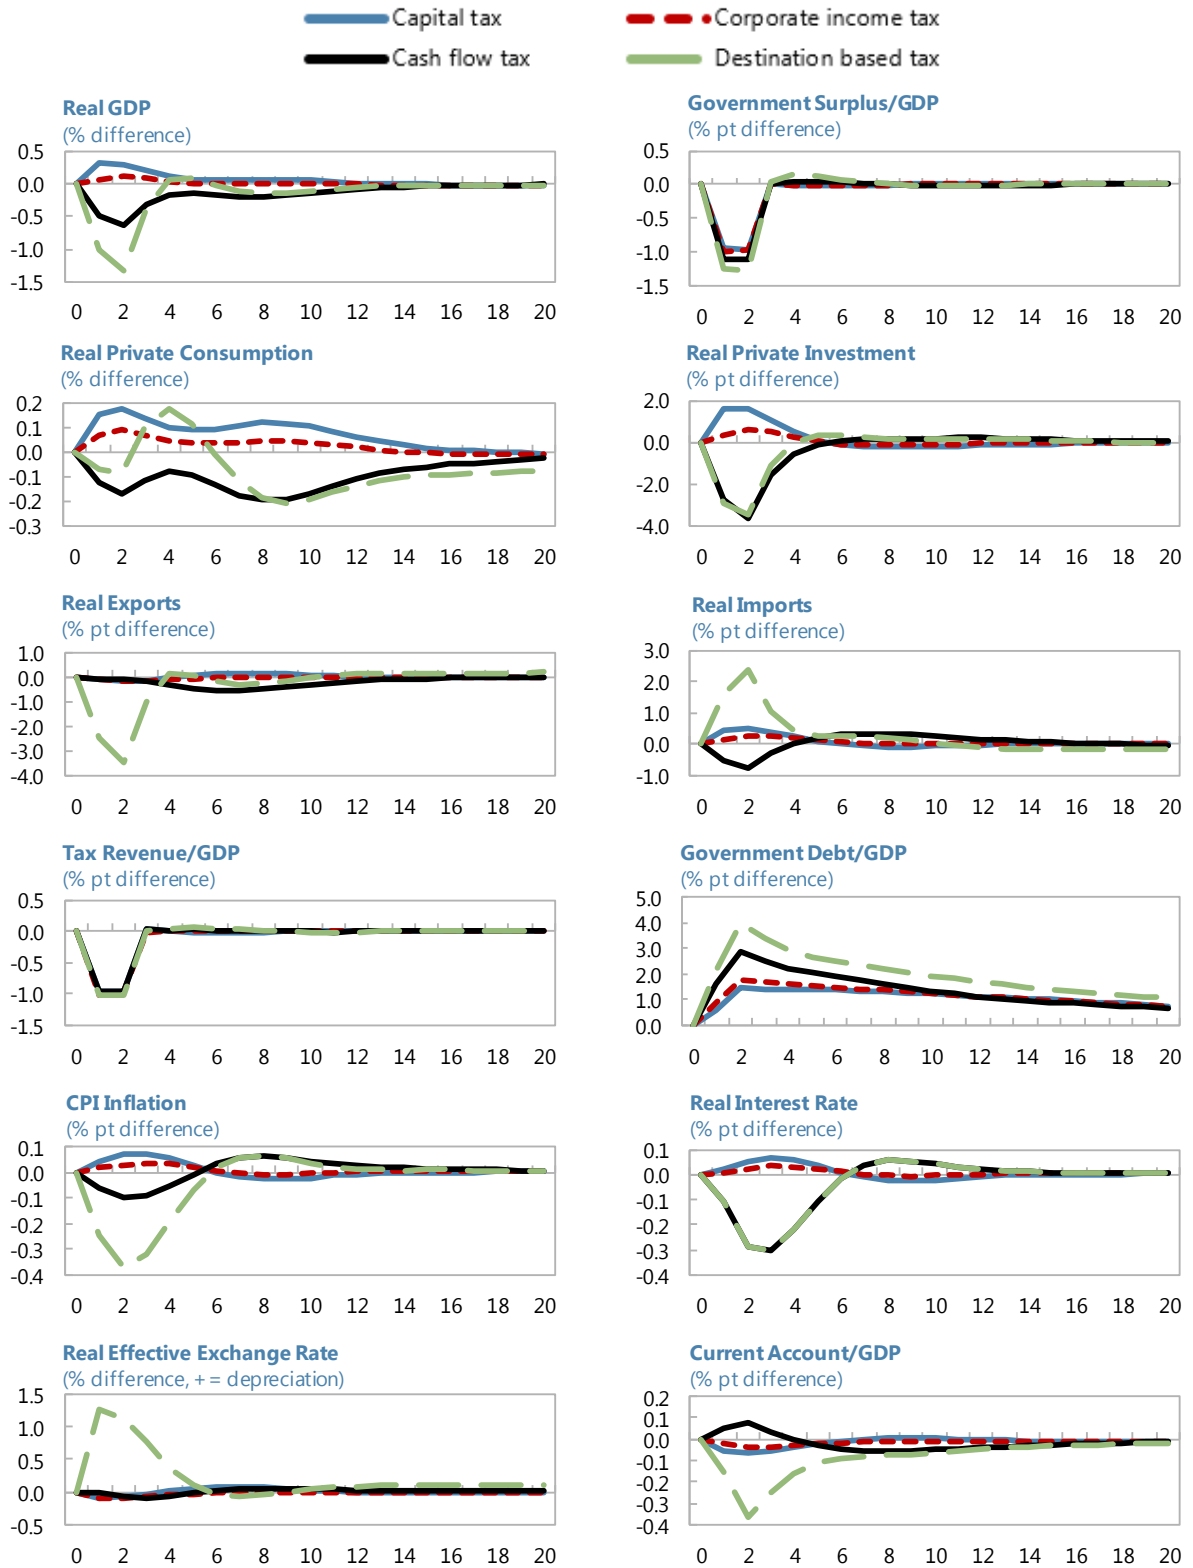 Capital tax
Corporate income tax
Cash flow tax
Destination based tax
Real GDP
(% difference)
0.5
0.0
-0.5
-1.0
-1.5
0 2 4 6 8 10 12 14 16 18 20
Government Surplus/GDP
(% pt difference)
0.5
0.0
-0.5
-1.0
-1.5
0 2 4 6 8 10 12 14 16 18 20
Real Private Consumption
(% difference)
0.2
0.1
0.0
-0.1
-0.2
-0.3
0 2 4 6 8 10 12 14 16 18 20
Real Private Investment
(% pt difference)
2.0
0.0
-2.0
-4.0
0 2 4 6 8 10 12 14 16 18 20
Real Exports
(% pt difference)
1.0
0.0
-1.0
-2.0
-3.0
-4.0
0 2 4 6 8 10 12 14 16 18 20
Real Imports
(% pt difference)
3.0
2.0
1.0
0.0
-1.0
0 2 4 6 8 10 12 14 16 18 20
Tax Revenue/GDP
(% pt difference)
0.5
0.0
-0.5
-1.0
-1.5
0 2 4 6 8 10 12 14 16 18 20
Government Debt/GDP
(% pt difference)
5.0
4.0
3.0
2.0
1.0
0.0
0 2 4 6 8 10 12 14 16 18 20
CPI Inflation
(% pt difference)
0.1
0.0
-0.1
-0.2
-0.3
-0.4
0 2 4 6 8 10 12 14 16 18 20
Real Interest Rate
(% pt difference)
0.1
0.0
-0.1
-0.2
-0.3
-0.4
0 2 4 6 8 10 12 14 16 18 20
Real Effective Exchange Rate
(% difference, + = depreciation)
1.5
1.0
0.5
0.0
-0.5
0 2 4 6 8 10 12 14 16 18 20
Current Account/GDP
(% pt difference)
0.2
0.1
0.0
-0.1
-0.2
-0.3
-0.4
0 2 4 6 8 10 12 14 16 18 20